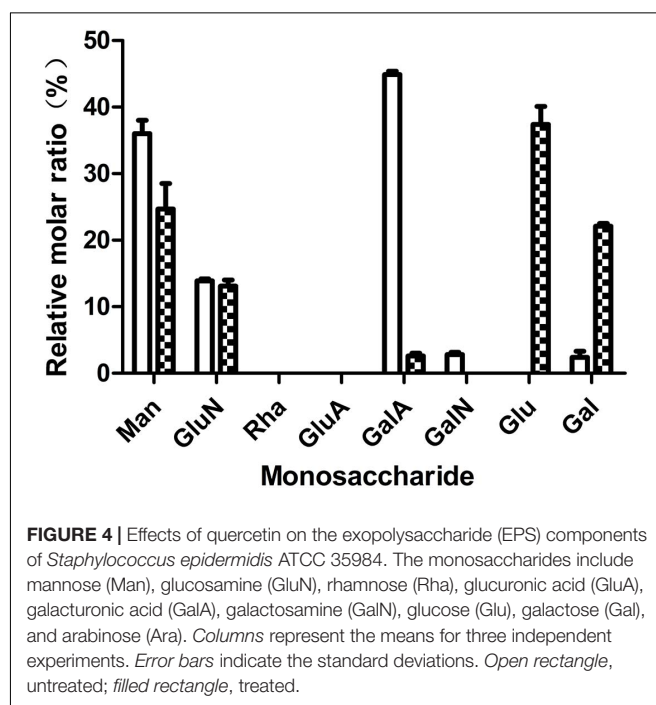 50
40
30
20
10
0
Relative molar ratio（%）
Man
GluN
Rha
GluA
GalA
GalN
Glu
Gal
Monosaccharide
FIGURE 4 | Effects of quercetin on the exopolysaccharide (EPS) components
of Staphylococcus epidermidis ATCC 35984. The monosaccharides include
mannose (Man), glucosamine (GluN), rhamnose (Rha), glucuronic acid (GluA),
galacturonic acid (GalA), galactosamine (GalN), glucose (Glu), galactose (Gal),
and arabinose (Ara). Columns represent the means for three independent
experiments. Error bars indicate the standard deviations. Open rectangle,
untreated; filled rectangle, treated.